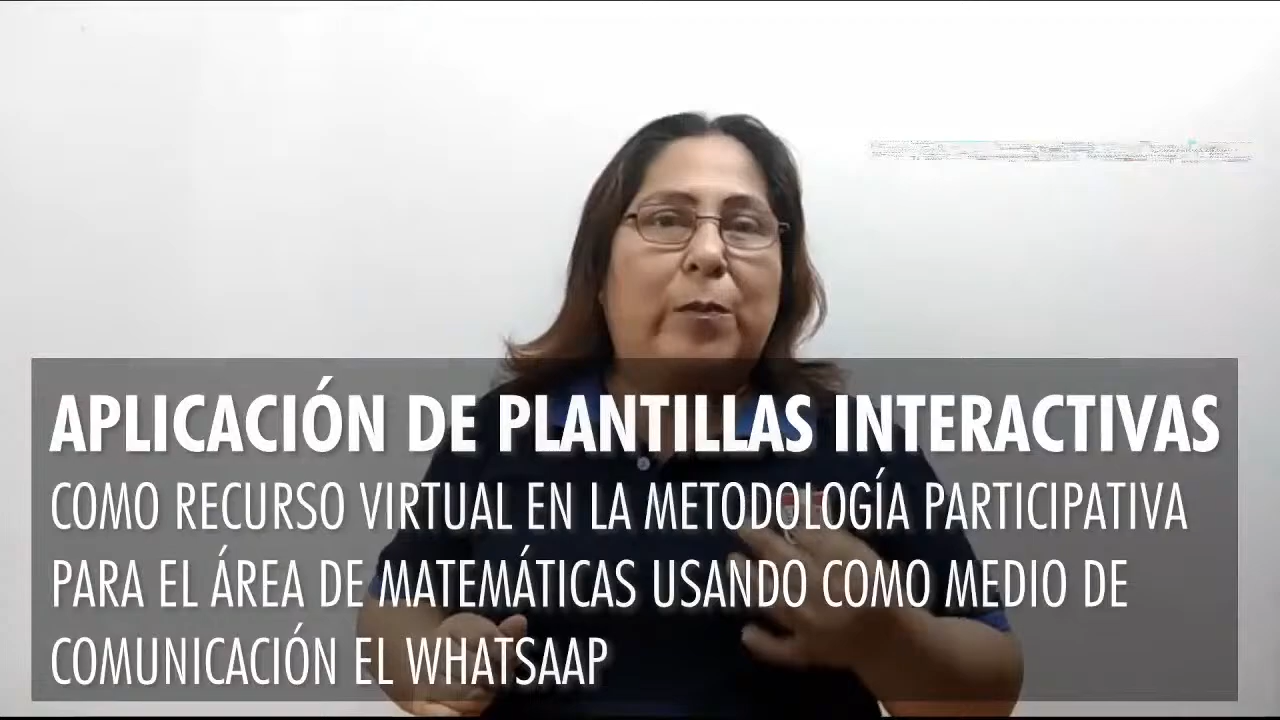 APLICACIÓN DE PLANTILLAS INTERACTIVAS
COMO RECURSO VIRTUAL EN LA METODOLOGÍA PARTICIPATIVA
PARA EL ÁREA DE MATEMÁTICAS USANDO COMO MEDIO DE
COMUNICACIÓN EL WHATSAAP